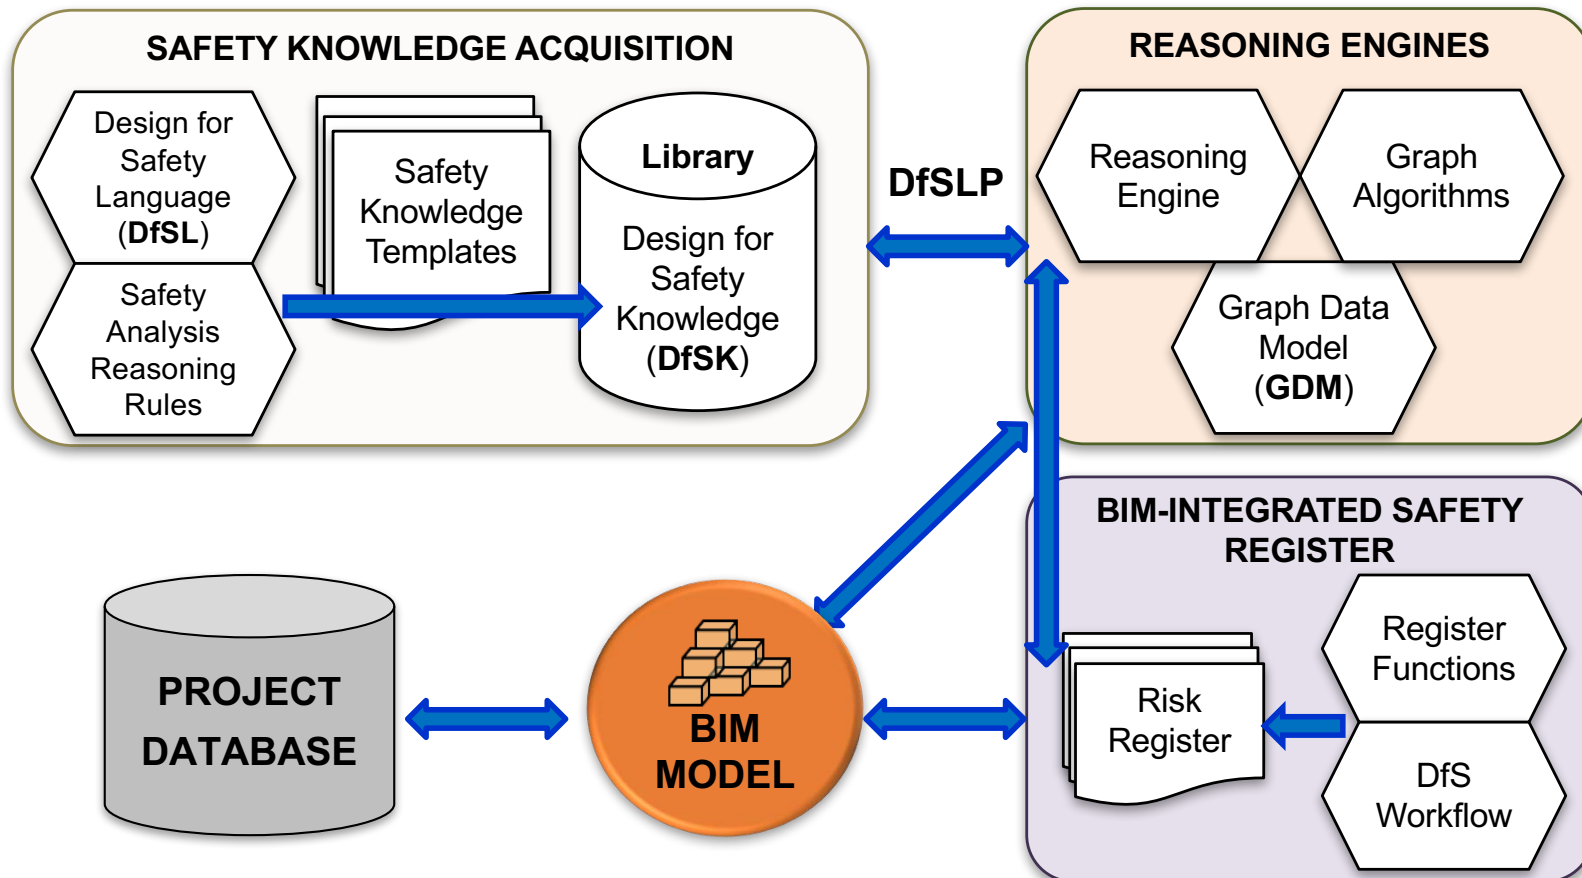 SAFETY KNOWLEDGE ACQUISITION
Design for
Safety
Language
(DfSL)
Safety
Analysis
Reasoning
Rules
Safety
Knowledge
Templates
Library
Design for
Safety
Knowledge
(DfSK)
DfSLP
REASONING ENGINES
Reasoning
Engine
Graph
Algorithms
Graph Data
Model
(GDM)
PROJECT
DATABASE
BIM
MODEL
BIM-INTEGRATED SAFETY
REGISTER
Risk
Register
Register
Functions
DfS
Workflow